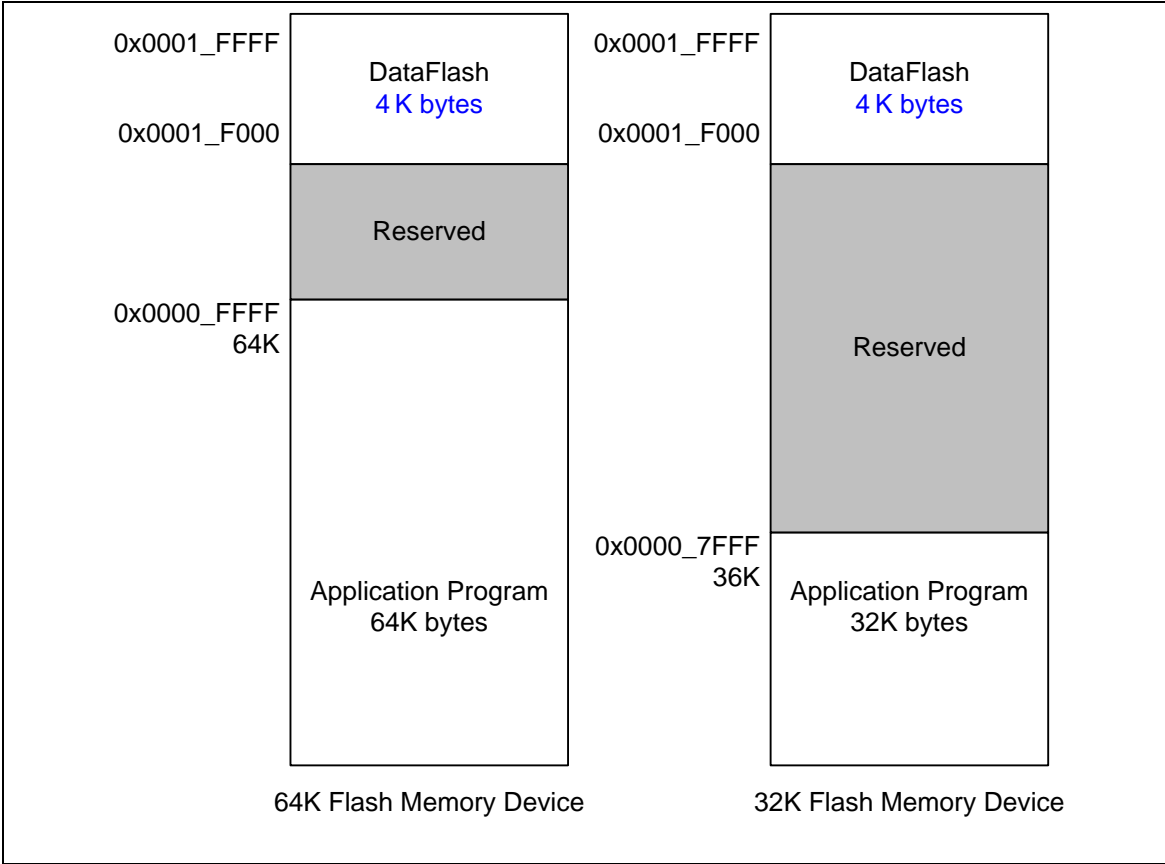 0x0001_FFFF
DataFlash
4 K bytes
0x0001_F000
Reserved
0x0000_FFFF
64K
Application Program
64K bytes
64K Flash Memory Device
0x0001_FFFF
DataFlash
4 K bytes
0x0001_F000
Reserved
0x0000_7FFF
36K
Application Program
32K bytes
32K Flash Memory Device